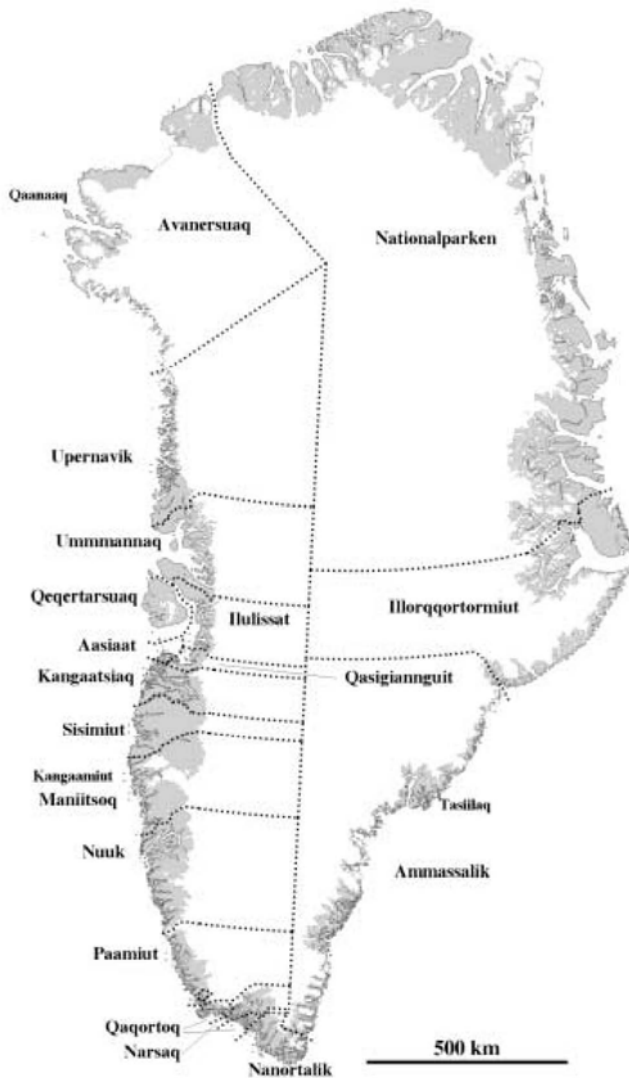 Qaanaaq
Avanersuaq
Nationalparken
Upernavik
Ummmannaq
Qeqertarsuaq
Ilulissat
Illorqqortormiut
Aasiaat
Kangaatsiaq
Qasigiannguit
Sisimiut
Kangaamiut
Maniitsoq
Tasiilaq
Nuuk
Ammassalik
Paamiut
Qaqortoq
Narsaq
Nanortalik
500 km